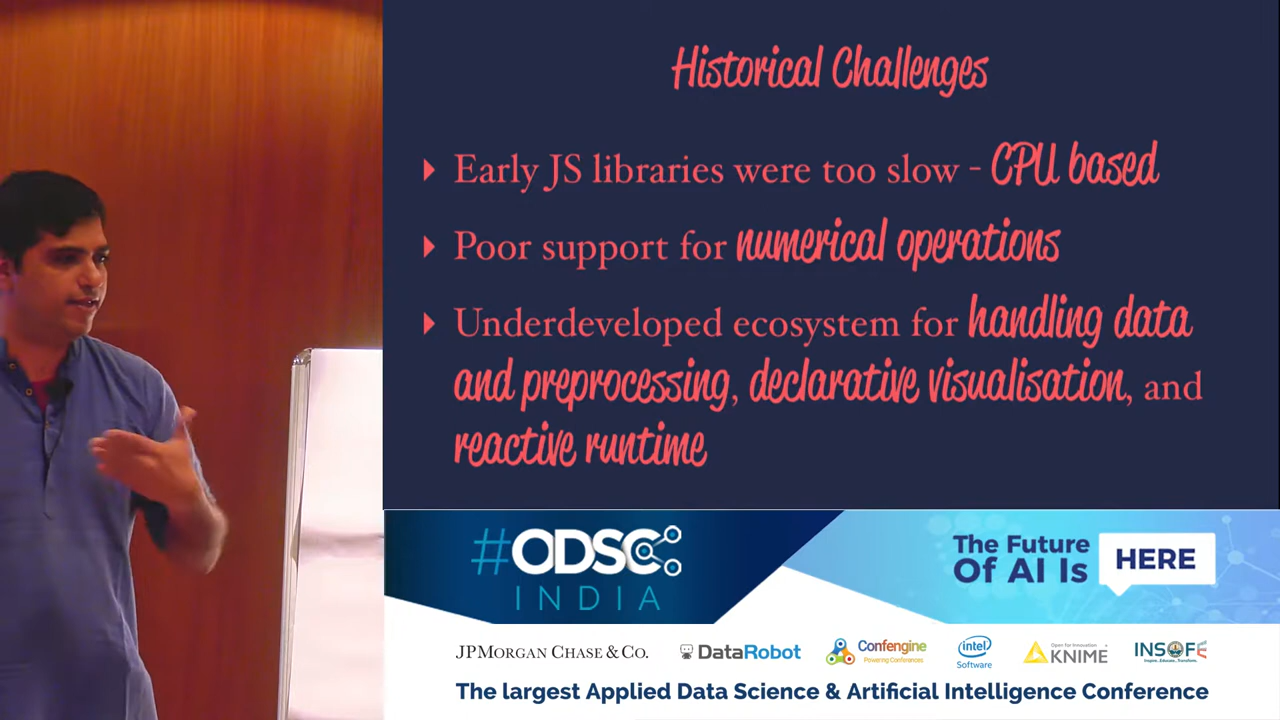 Historical Challenges
Early JS libraries were too slow - CPU based
Poor support for numerical operations
Underdeveloped ecosystem for handling data
and preprocessing, declarative visualisation, and
reactive runtime
#ODSC
INDIA
The Future
Of AI Is
HERE
JPMORGAN CHASE & CO.
DataRobot
Confengine
Powering Conferences
intel
Software
Open for Innovation
KNIME
INSOFE
Inspire...Educate...Transform.
The largest Applied Data Science & Artificial Intelligence Conference